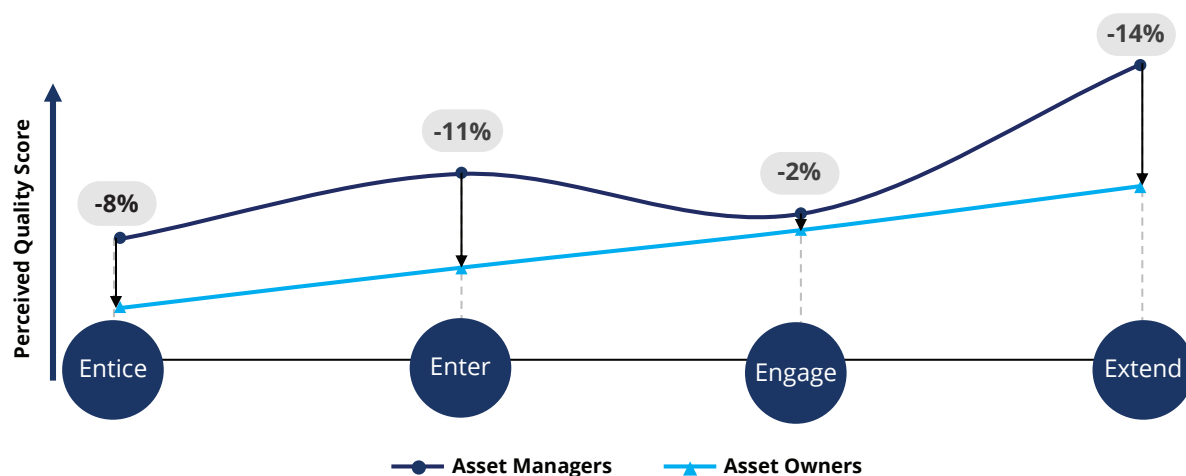 -14%
-11%
-2%
-8%
Perceived Quality Score
Entice
Enter
Engage
Extend
Asset Managers
Asset Owners